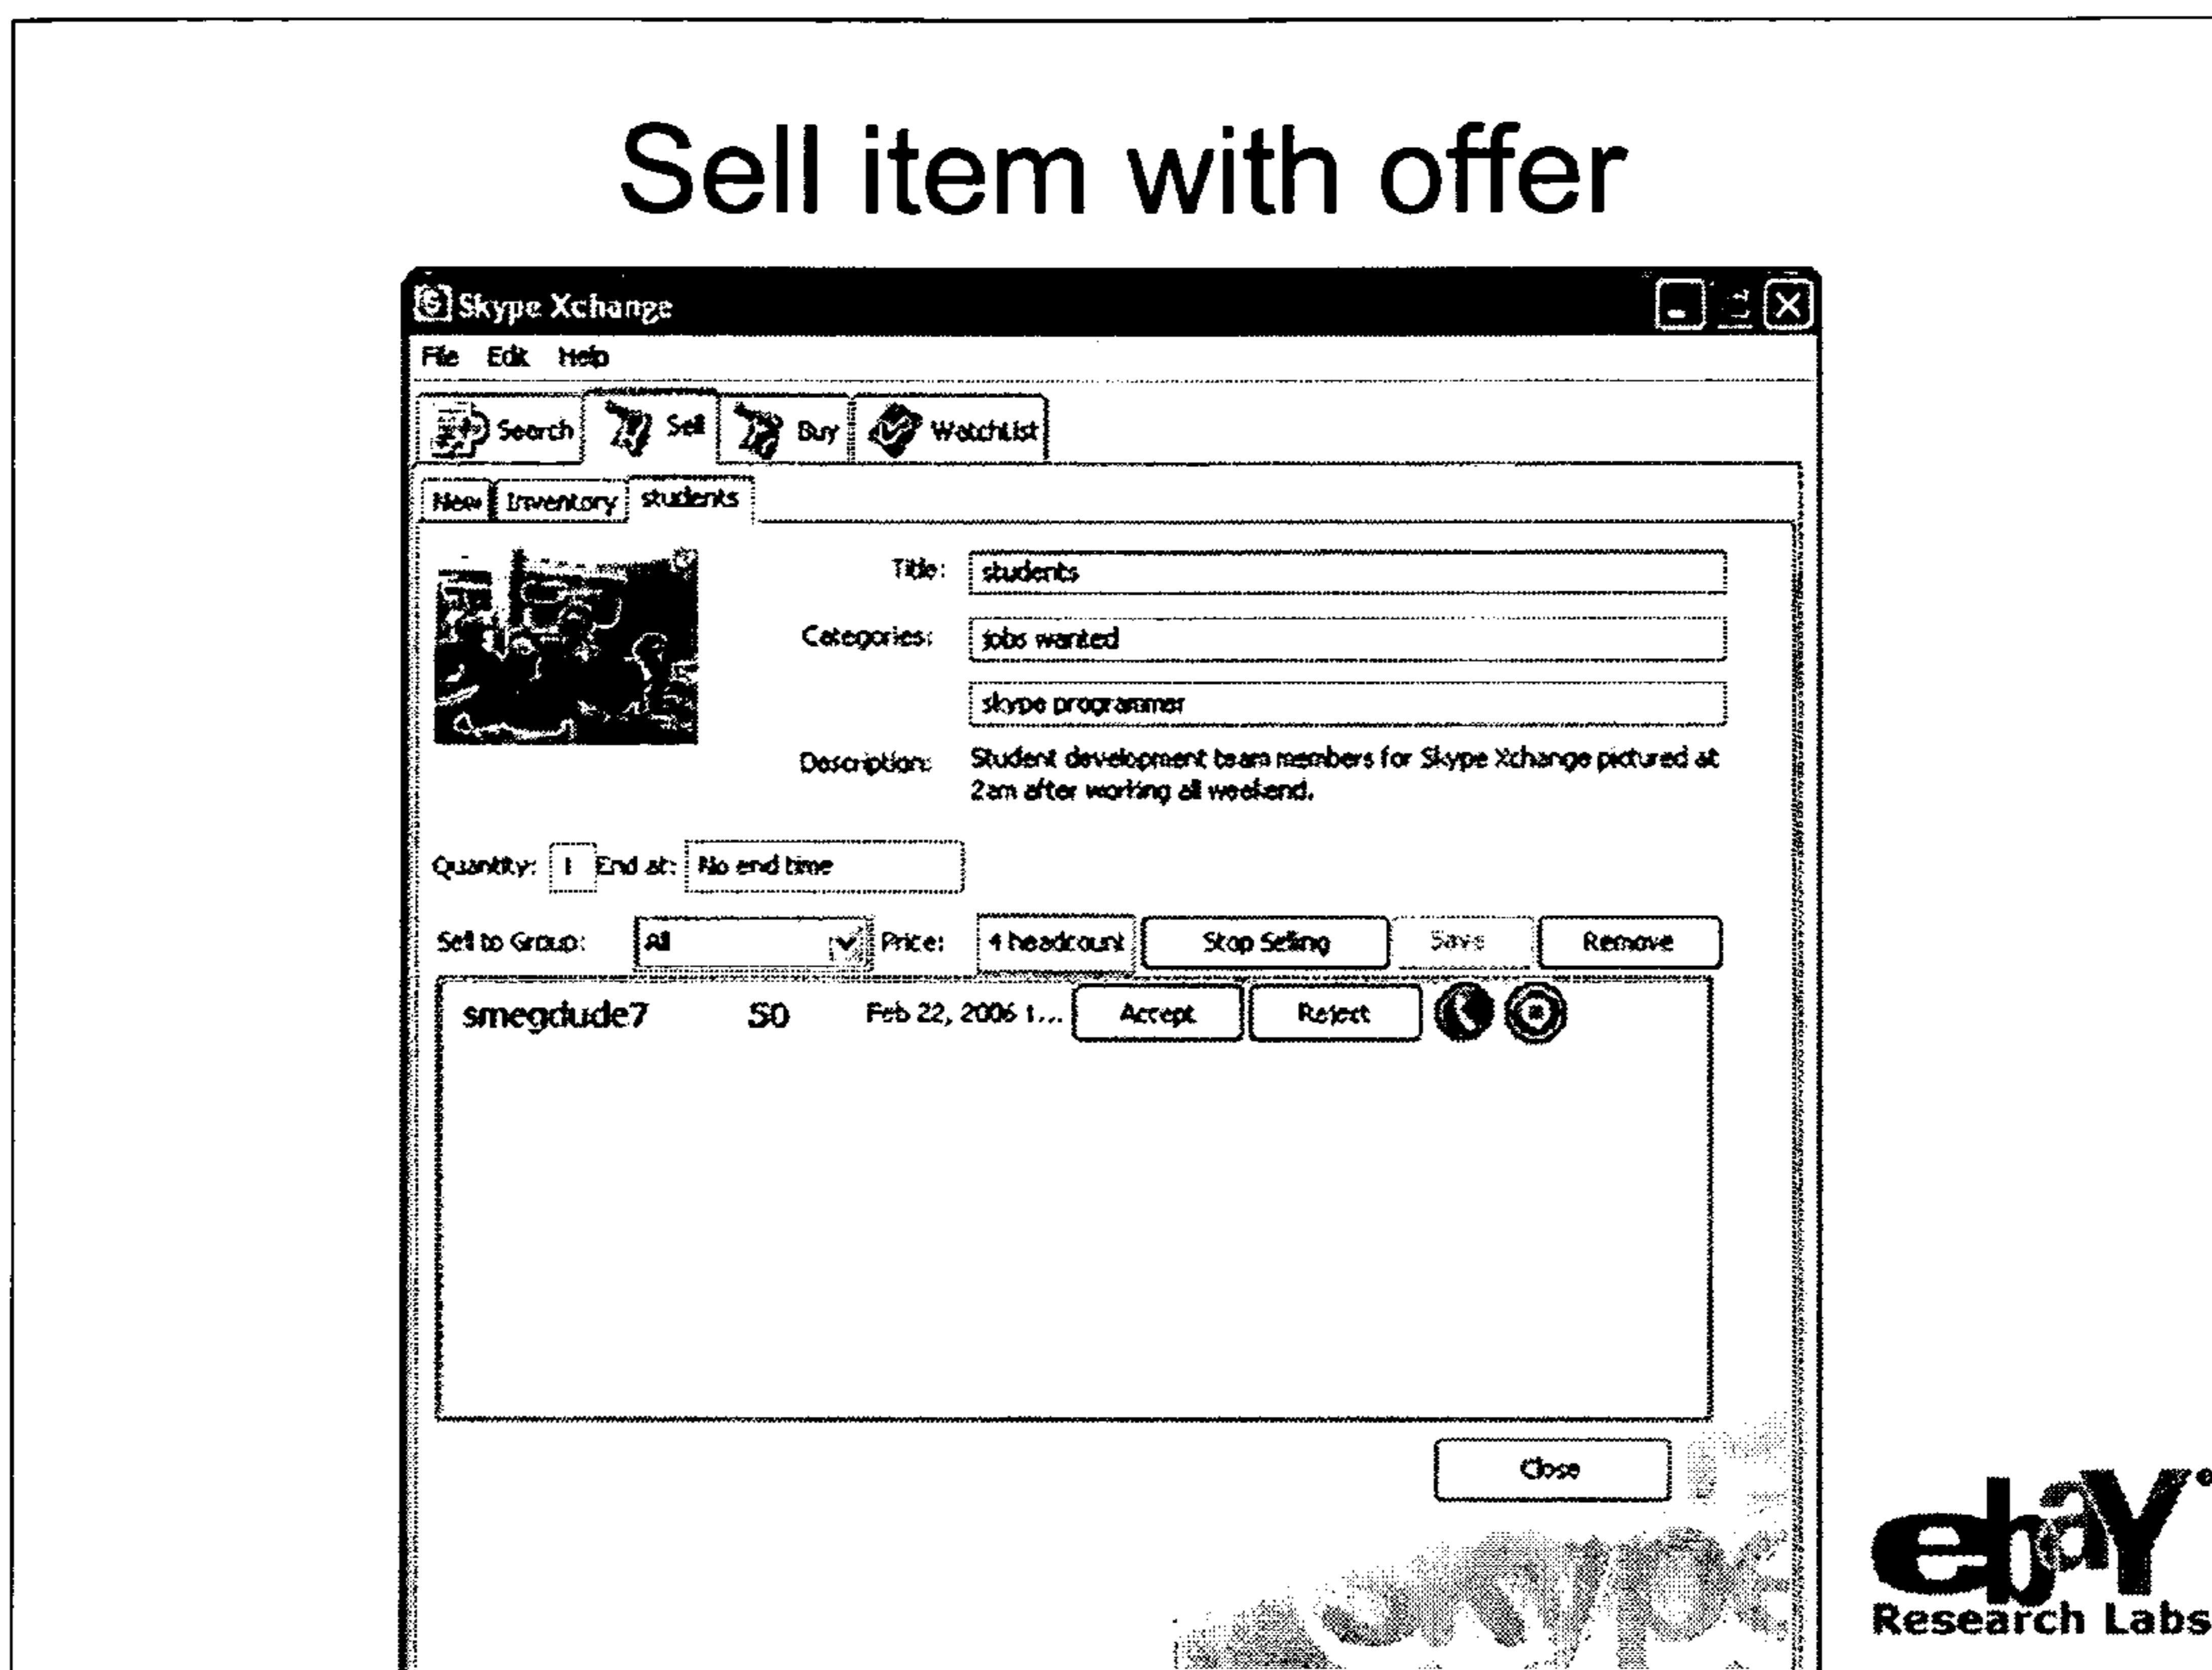 Sell item with offer
Skype Xchange
File Edit Help
Search Sell Buy WatchList
New Inventory students
Title: students
Categories: jobs wanted
skype programmer
Description: Student development team members for Skype Xchange pictured at
2am after working all weekend.
Quantity: 1 End at: No end time
Sell to Group: All Price: 4 headcount Stop Selling Save Remove
smegdude7 50 Feb 22, 2006 1... Accept Reject
Close
skype
ebaY®
Research Labs